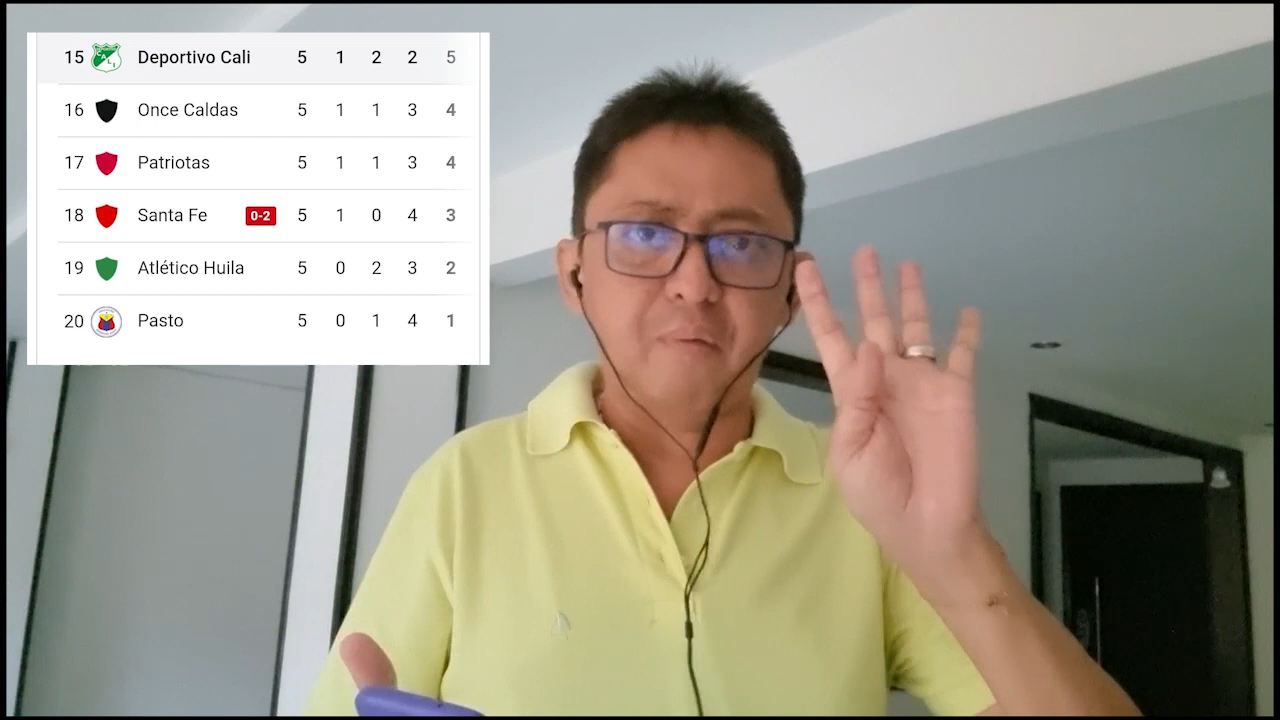 15 Deportivo Cali 5 1 2 2 5
16 Once Caldas 5 1 1 3 4
17 Patriotas 5 1 1 3 4
18 Santa Fe 0-2 5 1 0 4 3
19 Atlético Huila 5 0 2 3 2
20 Pasto 5 0 1 4 1